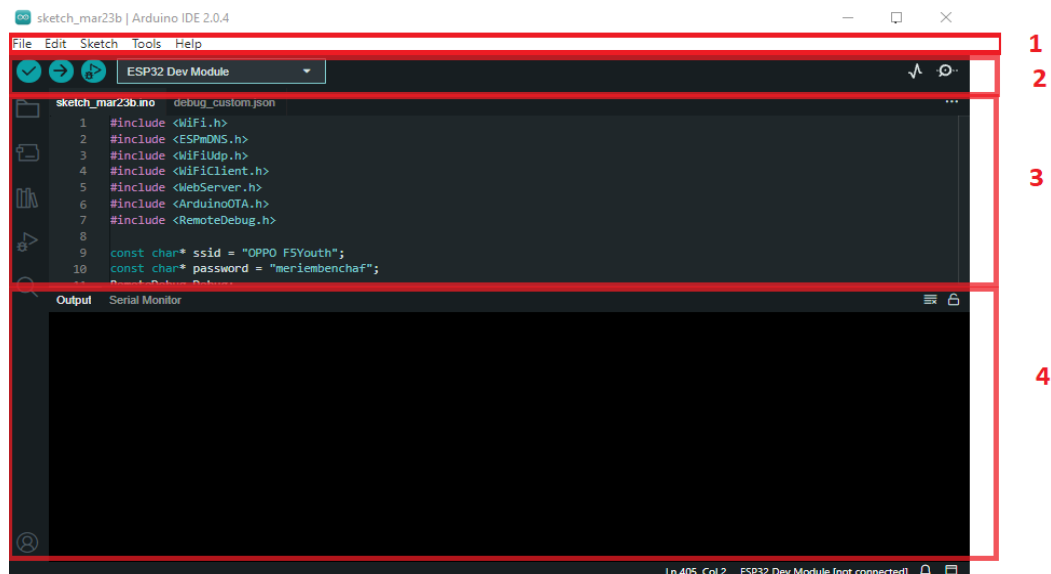 sketch_mar23b | Arduino IDE 2.0.4
File Edit Sketch Tools Help
1
ESP32 Dev Module
2
sketch_mar23b.ino debug_custom.json
1 #include <WiFi.h>
2 #include <ESPmDNS.h>
3 #include <WiFiUdp.h>
4 #include <WiFiClient.h>
5 #include <WebServer.h>
6 #include <ArduinoOTA.h>
7 #include <RemoteDebug.h>
8
9 const char* ssid = "OPPO F5Youth";
10 const char* password = "meriembenchaf";
3
Output Serial Monitor
4
Ln 405, Col 2 ESP32 Dev Module [not connected]